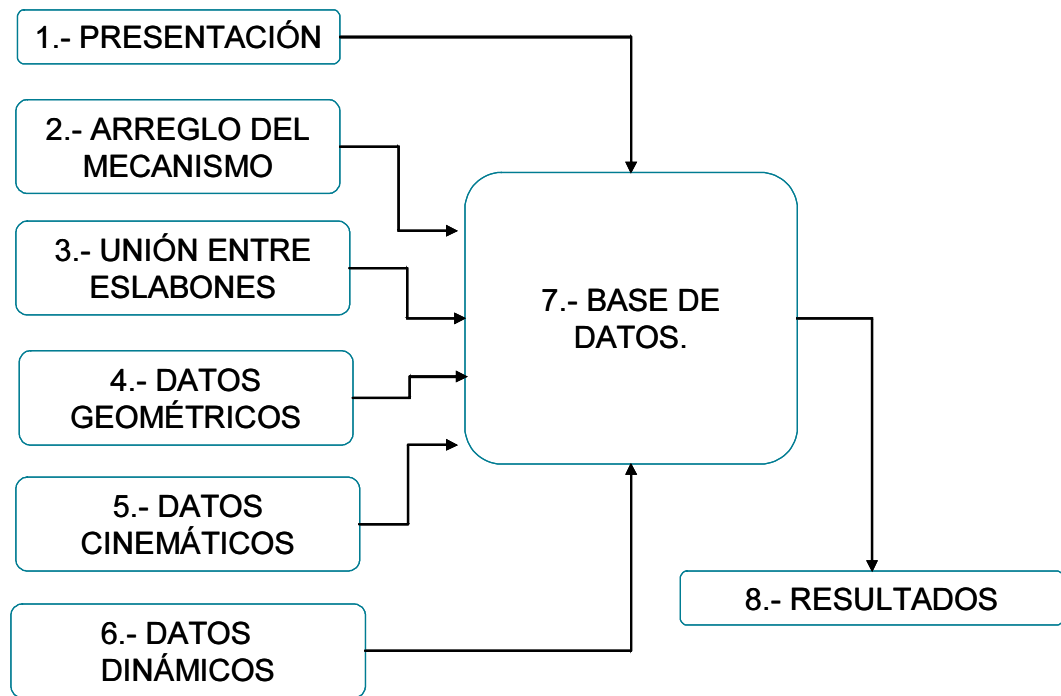 1.- PRESENTACIÓN
2.- ARREGLO DEL
MECANISMO
3.- UNIÓN ENTRE
ESLABONES
4.- DATOS
GEOMÉTRICOS
5.- DATOS
CINEMÁTICOS
6.- DATOS
DINÁMICOS
7.- BASE DE
DATOS.
8.- RESULTADOS